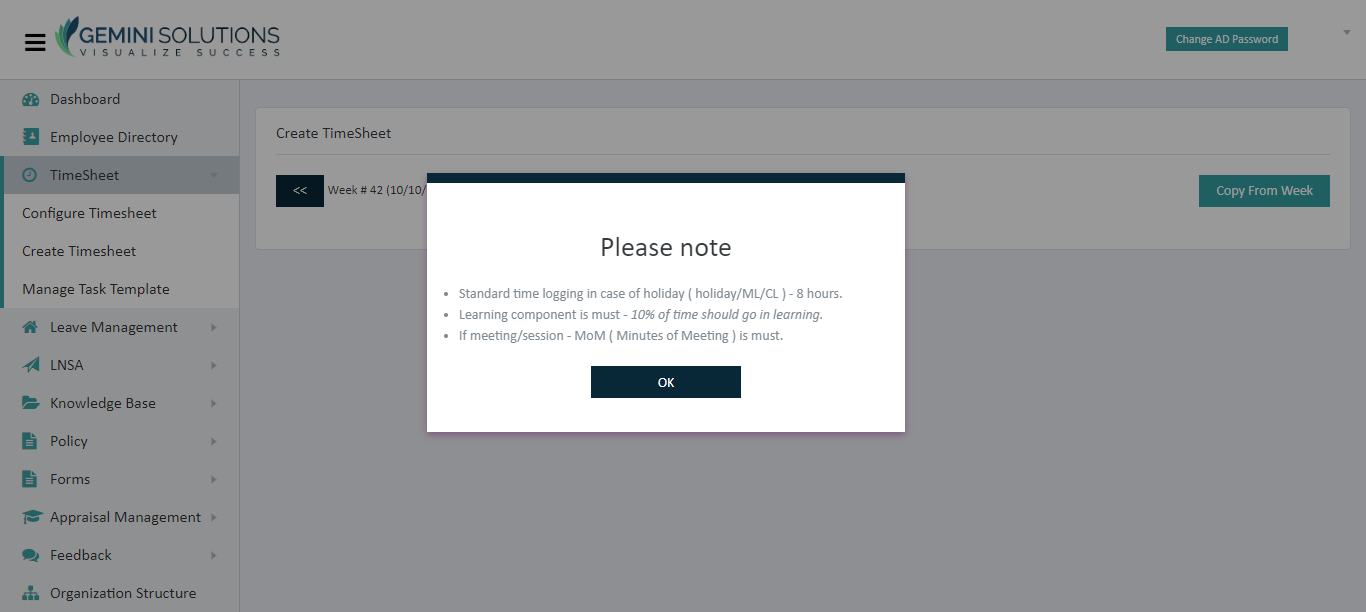 GEMINI SOLUTIONS
VISUALIZE SUCCESS
Change AD Password
Dashboard
Employee Directory
TimeSheet
Configure Timesheet
Create Timesheet
Manage Task Template
Leave Management
LNSA
Knowledge Base
Policy
Forms
Appraisal Management
Feedback
Organization Structure
Create TimeSheet
<< Week # 42 (10/10/
Copy From Week
Please note
• Standard time logging in case of holiday ( holiday/ML/CL ) - 8 hours.
• Learning component is must - 10% of time should go in learning.
• If meeting/session - MoM ( Minutes of Meeting ) is must.
OK